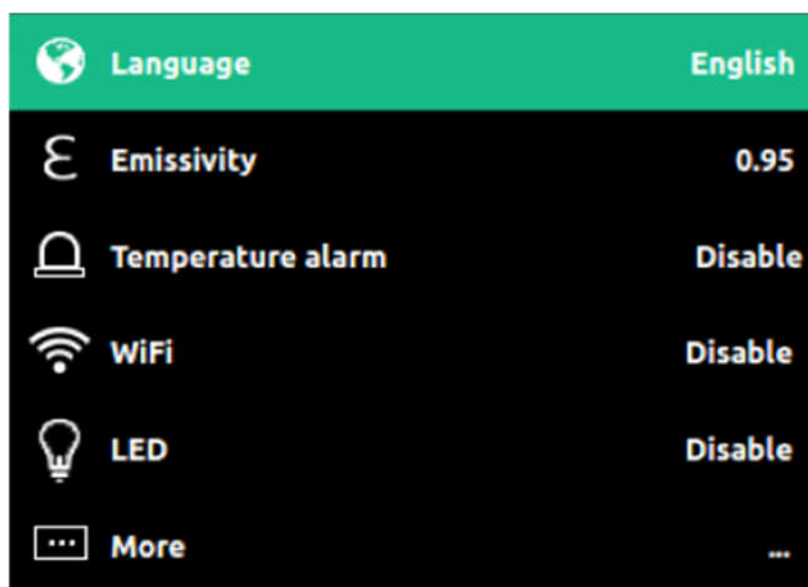 Language English
ε Emissivity 0.95
Temperature alarm Disable
WiFi Disable
LED Disable
More ...